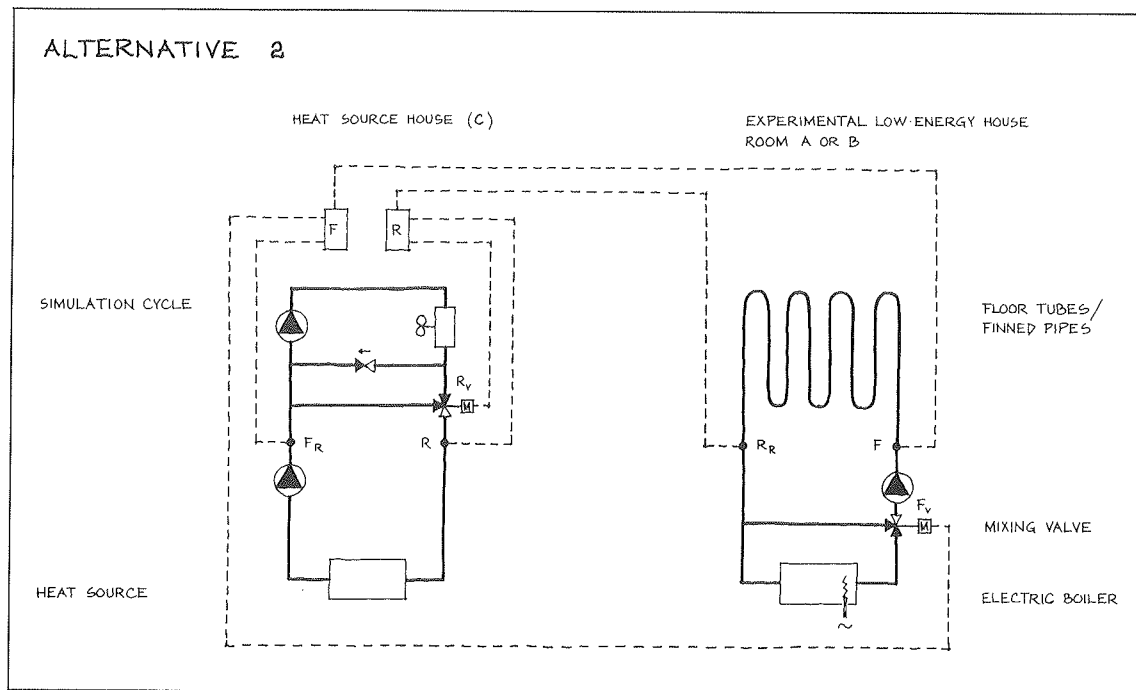 ALTERNATIVE 2
HEAT SOURCE HOUSE (C)
EXPERIMENTAL LOW-ENERGY HOUSE
ROOM A OR B
F
R
SIMULATION CYCLE
FLOOR TUBES/
FINNED PIPES
Rv
M
FR
R
RR
F
Fv
M
MIXING VALVE
HEAT SOURCE
ELECTRIC BOILER
~